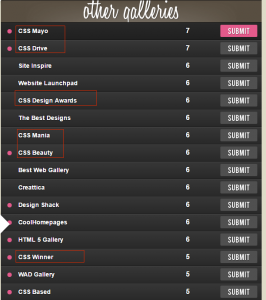 other galleries
CSS Mayo 7 SUBMIT
CSS Drive 7 SUBMIT
Site Inspire 6 SUBMIT
Website Launchpad 6 SUBMIT
CSS Design Awards 6 SUBMIT
The Best Designs 6 SUBMIT
CSS Mania 6 SUBMIT
CSS Beauty 6 SUBMIT
Best Web Gallery 6 SUBMIT
Creattica 6 SUBMIT
Design Shack 6 SUBMIT
CoolHomepages 6 SUBMIT
HTML 5 Gallery 6 SUBMIT
CSS Winner 5 SUBMIT
WAD Gallery 5 SUBMIT
CSS Based 5 SUBMIT